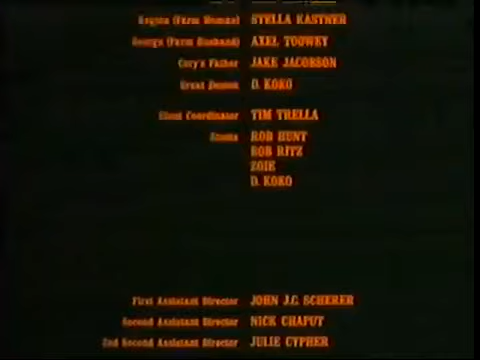 Regina (Farm Woman) STELLA KASTNER
George (Farm Husband) AXEL TOOWEY
Cory's Father JAKE JACOBSON
Great Demon D. KOKO
Stunt Coordinator TIM TRELLA
Stunts ROB HUNT
BOB RITZ
ZOIE
D. KOKO
First Assistant Director JOHN J.C. SCHERER
Second Assistant Director NICK CHAPUT
2nd Second Assistant Director JULIE CYPHER